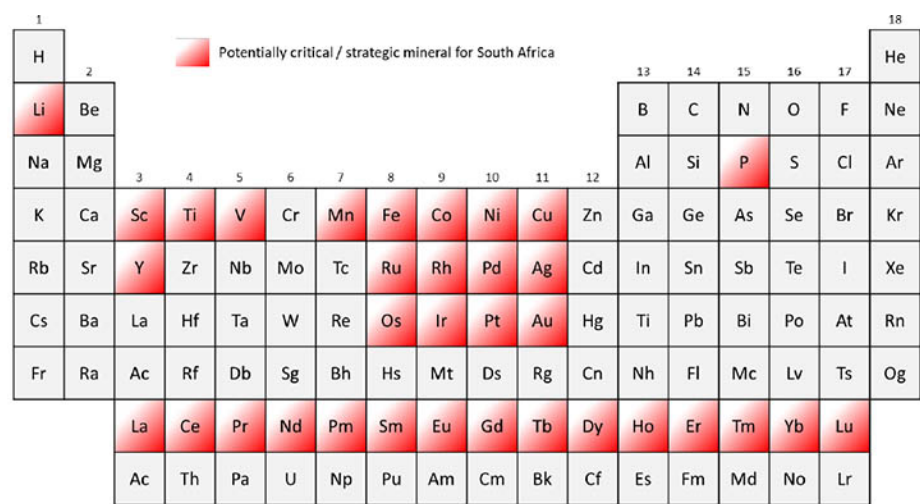 1 18
H Potentially critical / strategic mineral for South Africa He
2 13 14 15 16 17
Li Be B C N O F Ne
Na Mg Al Si P S Cl Ar
3 4 5 6 7 8 9 10 11 12
K Ca Sc Ti V Cr Mn Fe Co Ni Cu Zn Ga Ge As Se Br Kr
Rb Sr Y Zr Nb Mo Tc Ru Rh Pd Ag Cd In Sn Sb Te I Xe
Cs Ba La Hf Ta W Re Os Ir Pt Au Hg Ti Pb Bi Po At Rn
Fr Ra Ac Rf Db Sg Bh Hs Mt Ds Rg Cn Nh Fl Mc Lv Ts Og
La Ce Pr Nd Pm Sm Eu Gd Tb Dy Ho Er Tm Yb Lu
Ac Th Pa U Np Pu Am Cm Bk Cf Es Fm Md No Lr